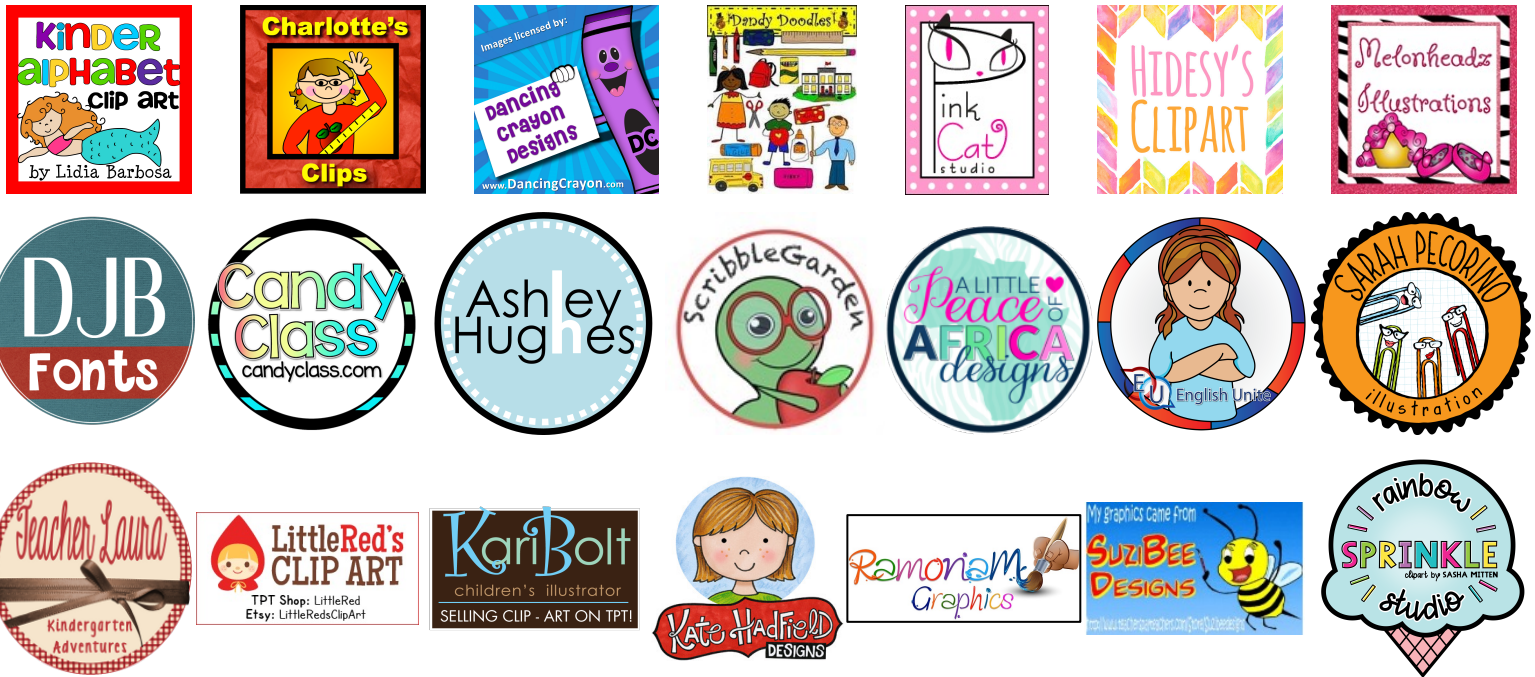 KINDER
ALPHABET
clip art
by Lidia Barbosa
Charlotte's
Clips
Images licensed by:
Dancing
Crayon
Designs
DC
www.DancingCrayon.com
Dandy Doodles!
ink
Cat
studio
HIDESY'S
CLIPART
Melonheadz
Illustrations
DJB
Fonts
Candy
Class
candyclass.com
Ashley
Hughes
ScribbleGarden
A LITTLE
Peace
OF
AFRICA
designs
EU
English Unite
SARAH PECORINO
illustration
Teacher Laura
Kindergarten
Adventures
LittleRed's
CLIP ART
TPT Shop: LittleRed
Etsy: LittleRedsClipArt
KariBolt
children's illustrator
SELLING CLIP - ART ON TPT!
Kate Hadfield
DESIGNS
RamonaM
Graphics
My graphics came from
SuziBee
Designs
rainbow
SPRINKLE
clipart by SASHA MITTEN
studio